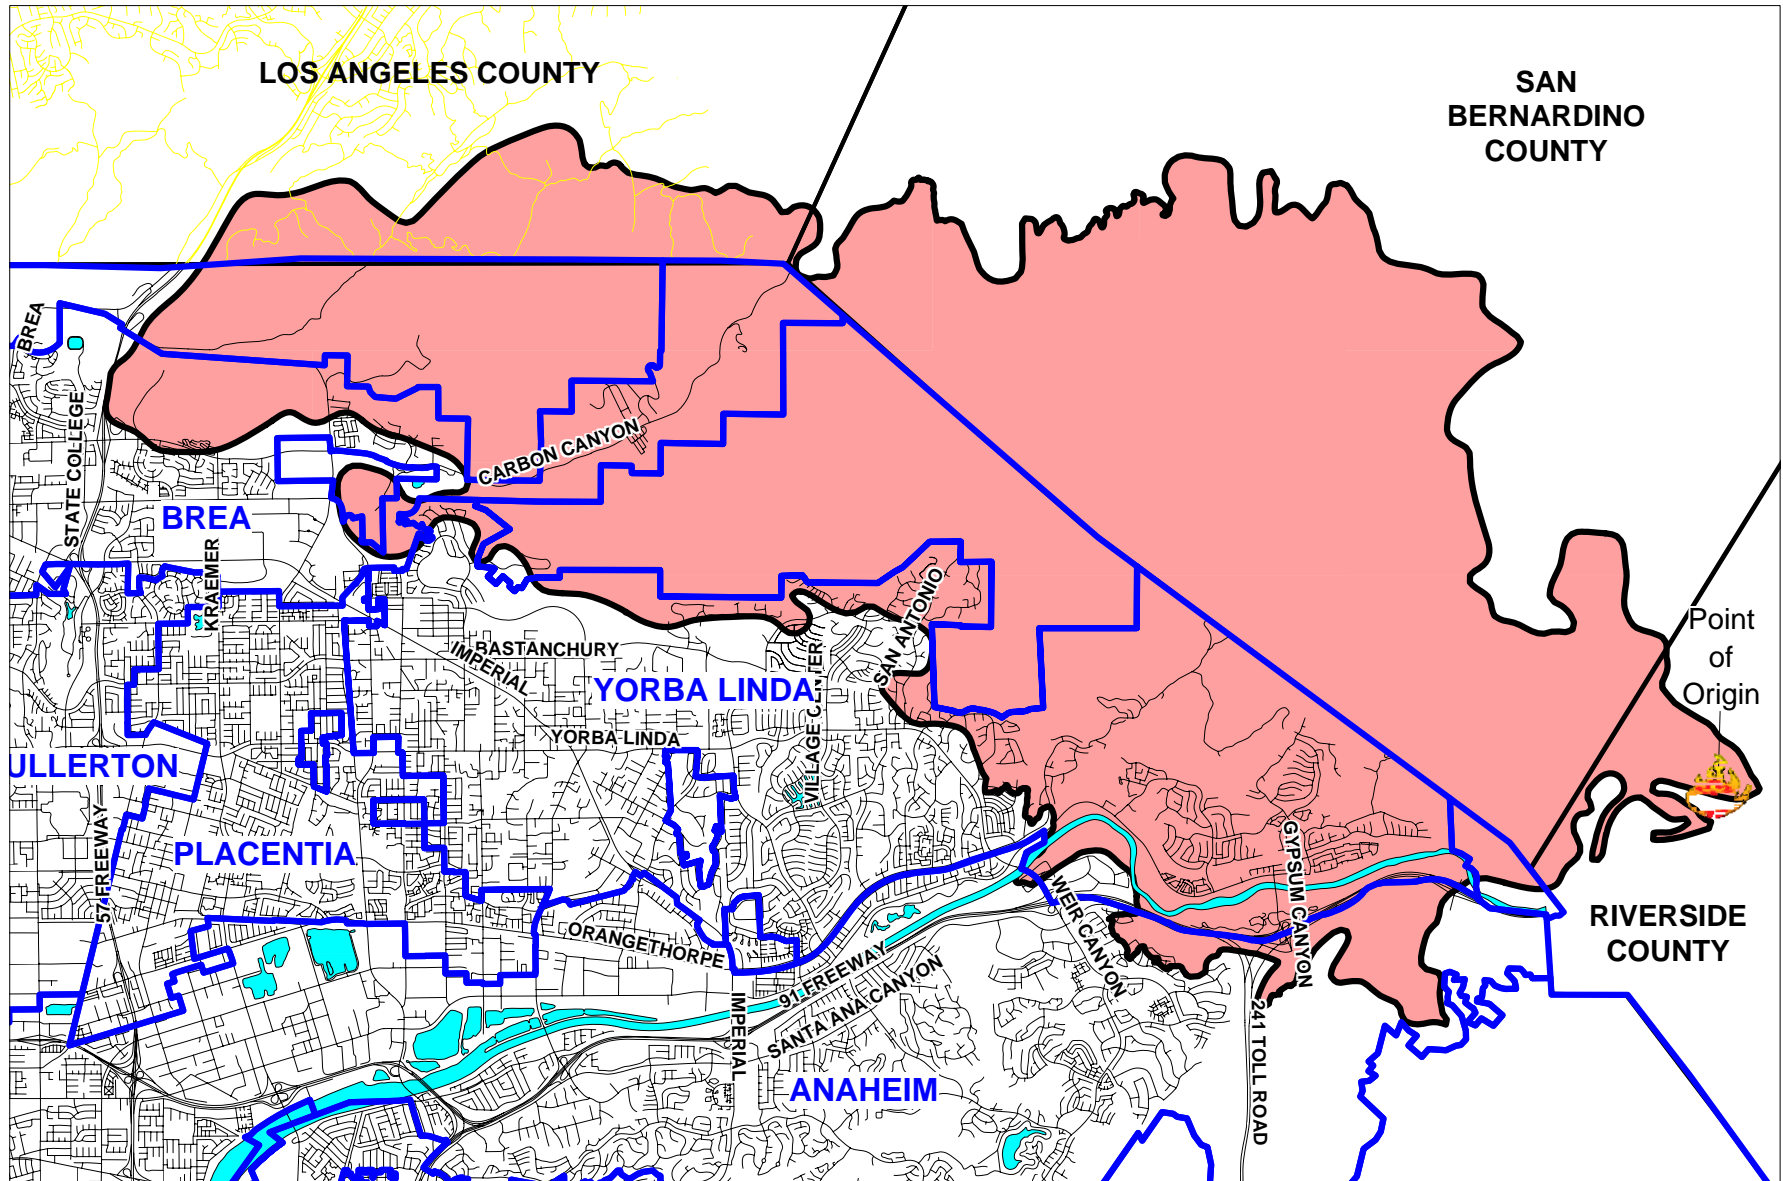 LOS ANGELES COUNTY
SAN
BERNARDINO
COUNTY
BREA
STATE COLLEGE
CARBON CANYON
BREA
KRAEMER
Point
of
Origin
SAN ANTONIO
BASTANCHURY
IMPERIAL
YORBA LINDA
VILLAGE CENTER
YORBA LINDA
ULLERTON
57 FREEWAY
PLACENTIA
GYPSUM CANYON
WEIR CANYON
RIVERSIDE
COUNTY
ORANGETHORPE
91 FREEWAY
SANTA ANA CANYON
IMPERIAL
241 TOLL ROAD
ANAHEIM